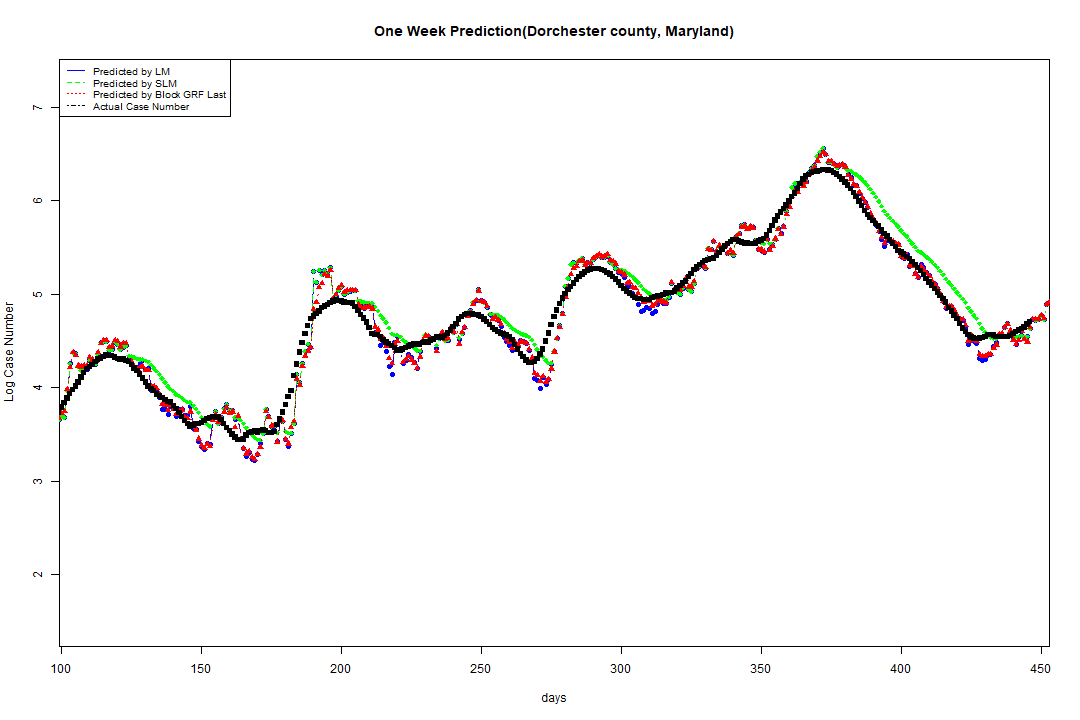 One Week Prediction(Dorchester county, Maryland)
Predicted by LM
Predicted by SLM
Predicted by Block GRF Last
Actual Case Number
7
6
5
4
3
2
Log Case Number
100 150 200 250 300 350 400 450
days